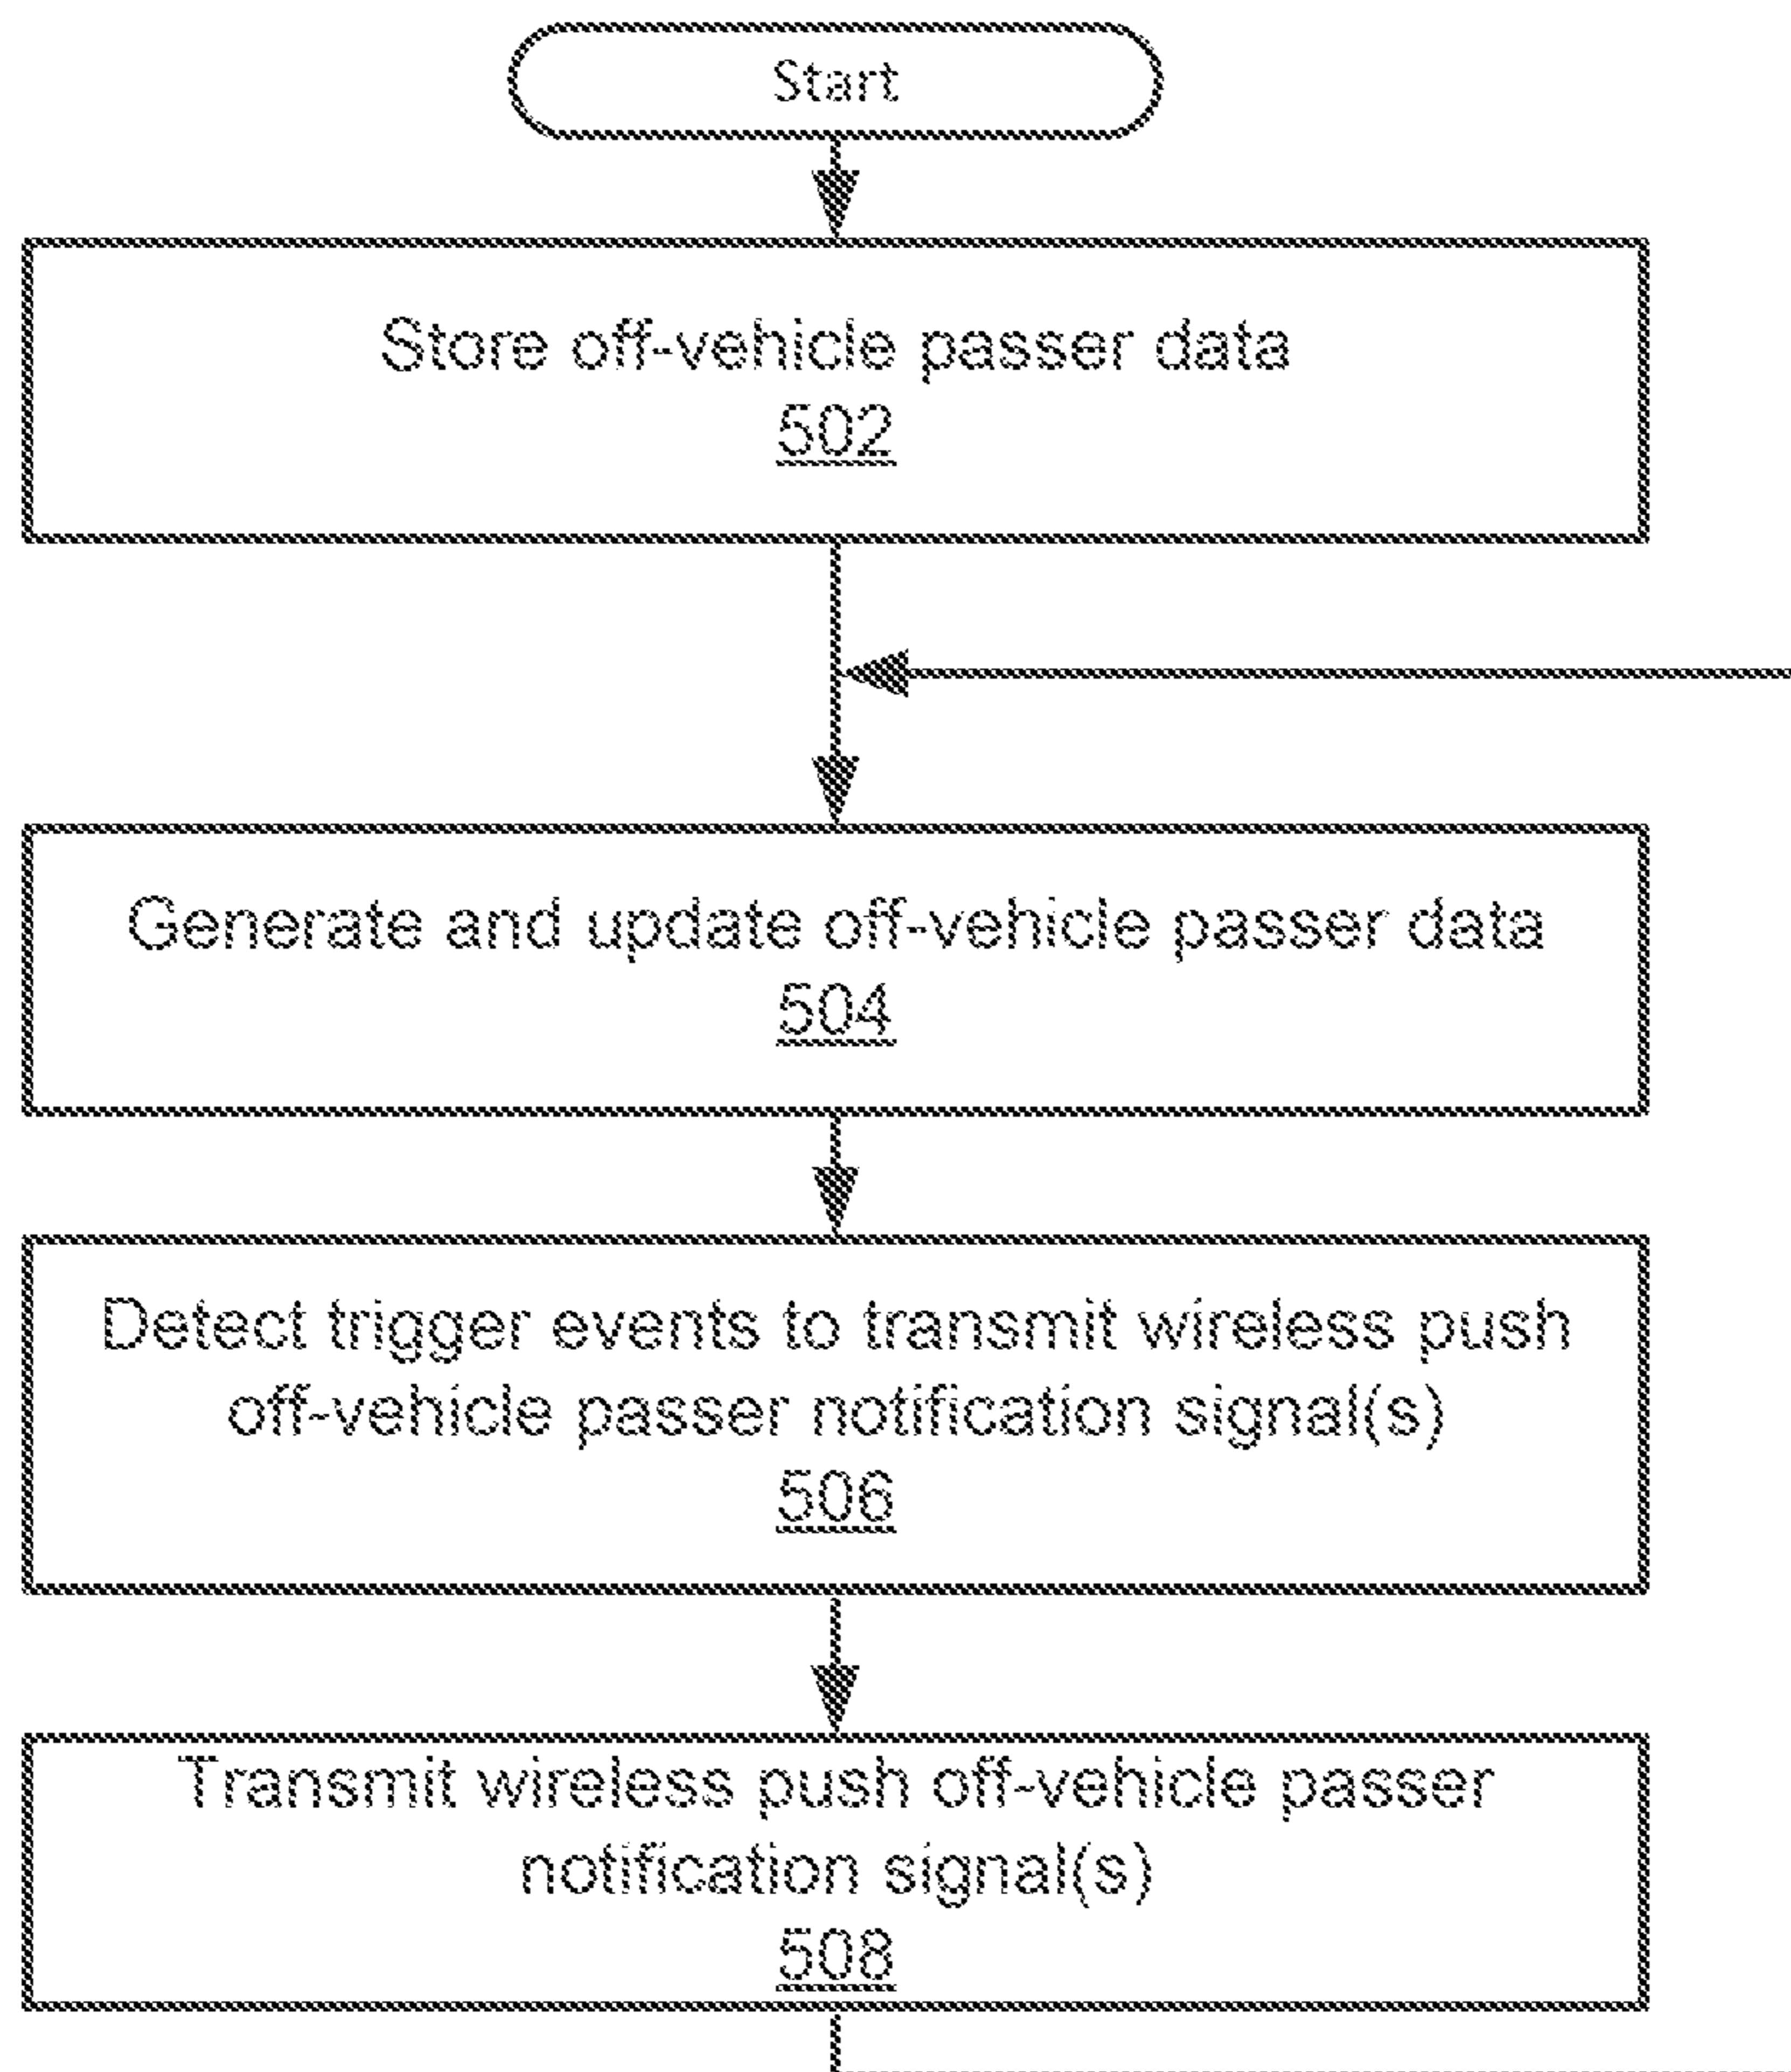 Start
Store off-vehicle passer data
502
Generate and update off-vehicle passer data
504
Detect trigger events to transmit wireless push
off-vehicle passer notification signal(s)
506
Transmit wireless push off-vehicle passer
notification signal(s)
508